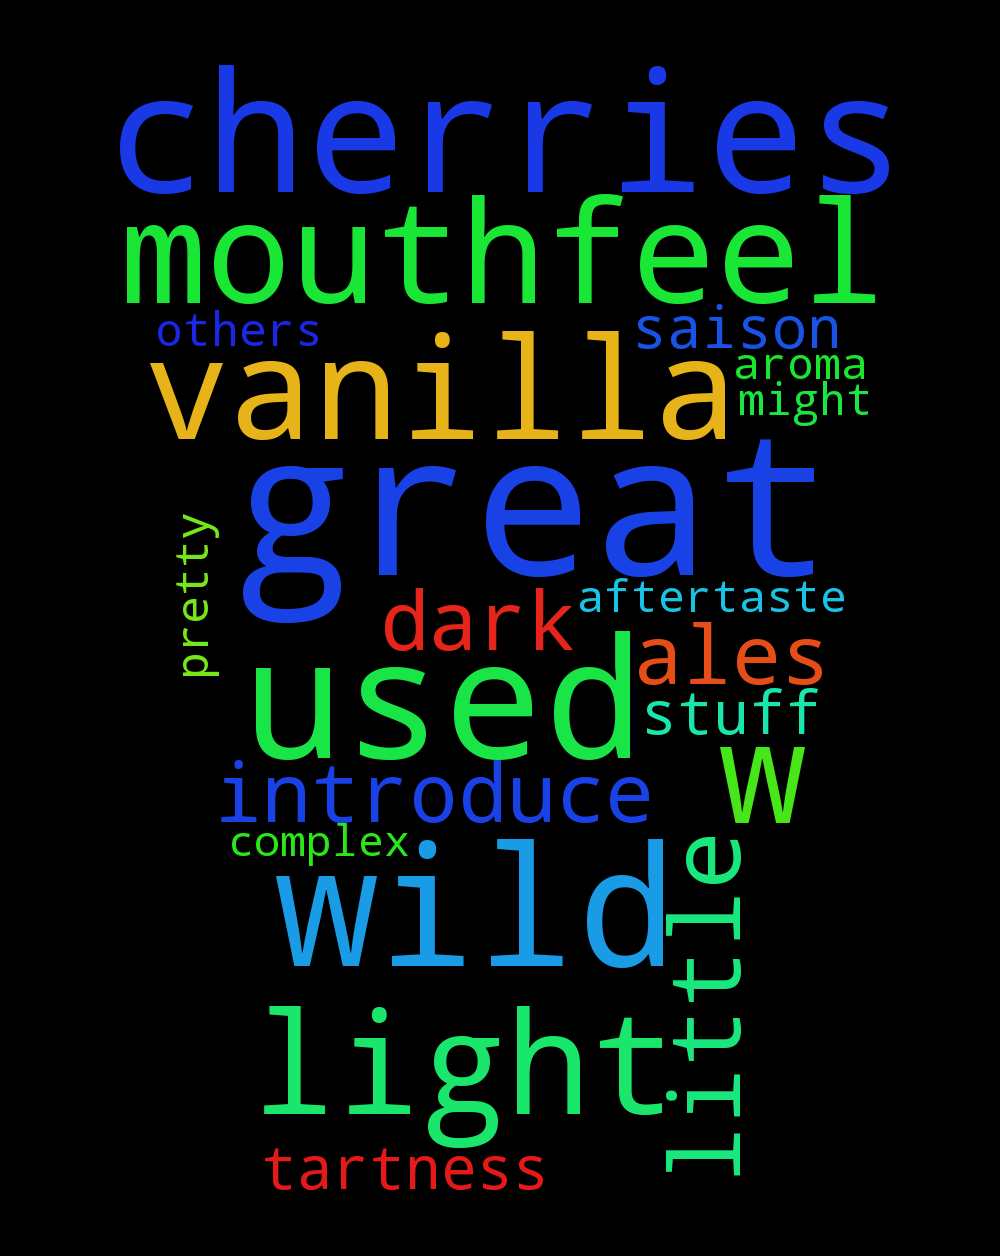 cherries
mouthfeel
others
saison
vanilla
aroma
might
great
pretty
aftertaste
dark
ales
used
stuff
w
introduce
complex
wild
little
light
tartness